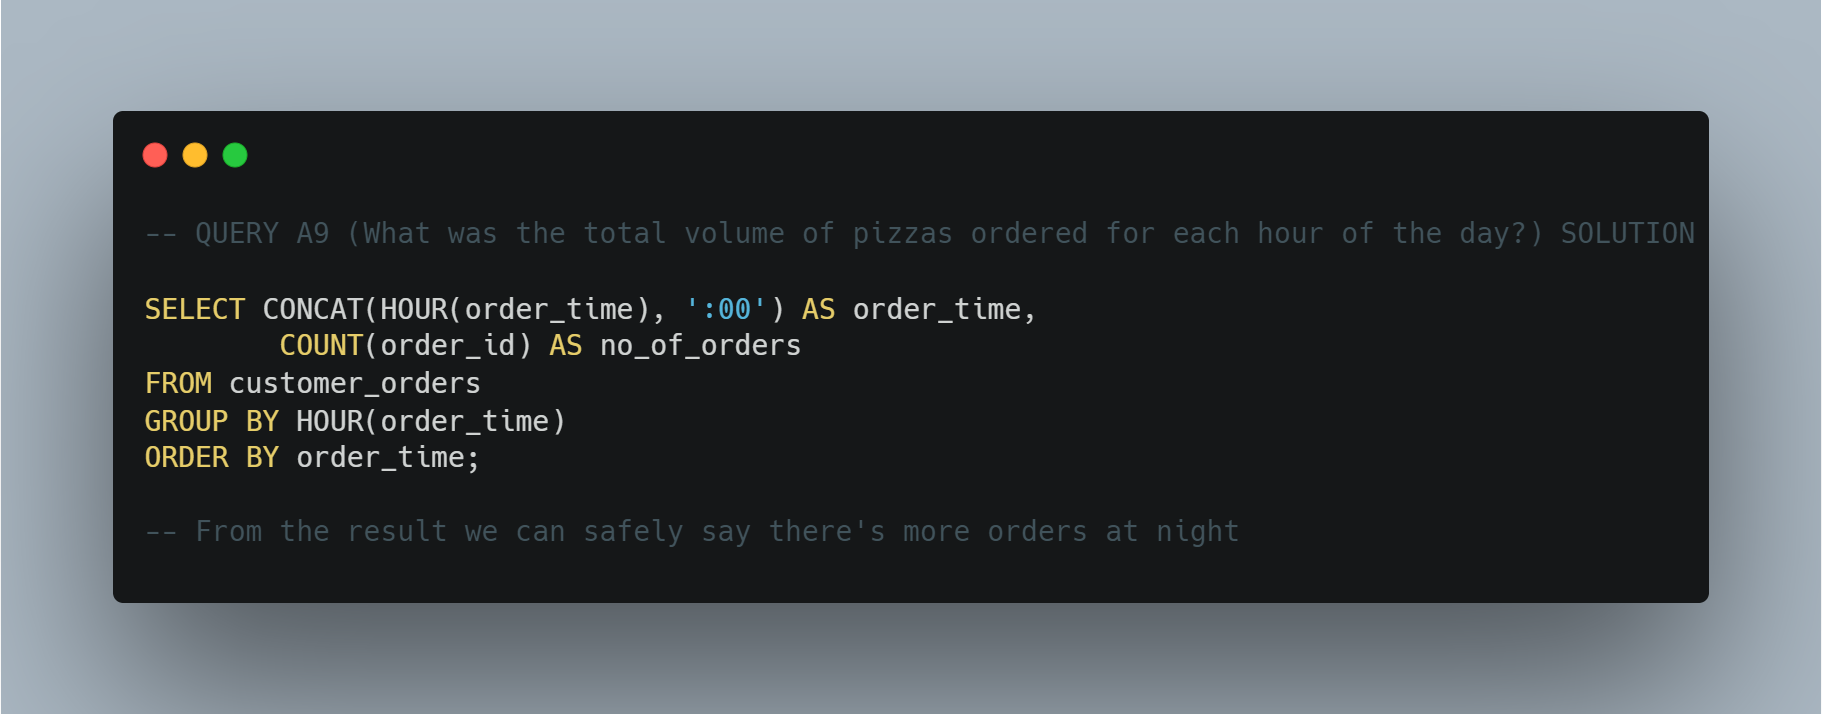 -- QUERY A9 (What was the total volume of pizzas ordered for each hour of the day?) SOLUTION
SELECT CONCAT(HOUR(order_time), ':00') AS order_time,
        COUNT(order_id) AS no_of_orders
FROM customer_orders
GROUP BY HOUR(order_time)
ORDER BY order_time;
-- From the result we can safely say there's more orders at night